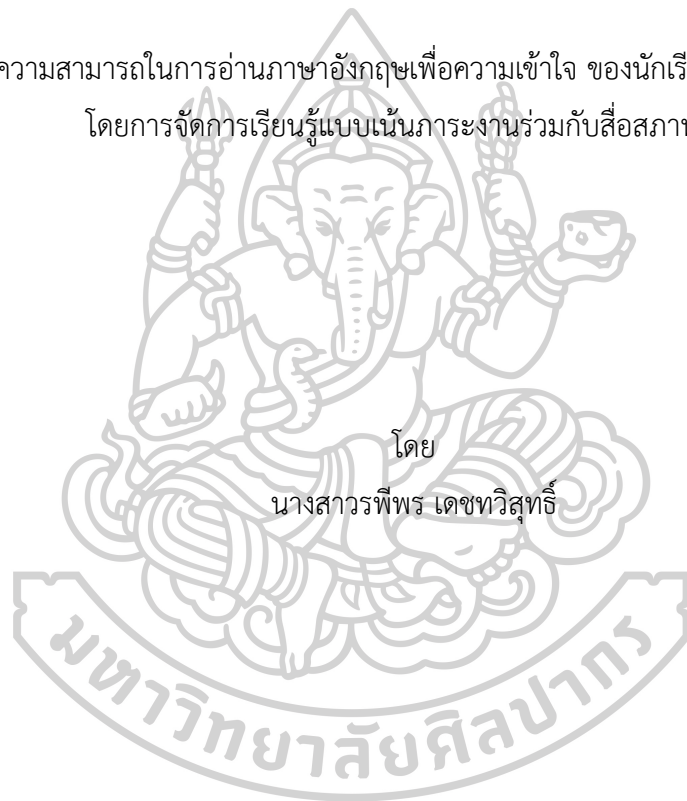 ความสามารถในการอ่านภาษาอังกฤษเพื่อความเข้าใจ ของนักเรี
โดยการจัดการเรียนรู้แบบเน้นภาระงานร่วมกับสื่อสภาพ
โดย
นางสาวรพีพร เดชทวิสุทธิ์
มหาวิทยาลัยศิลปากร